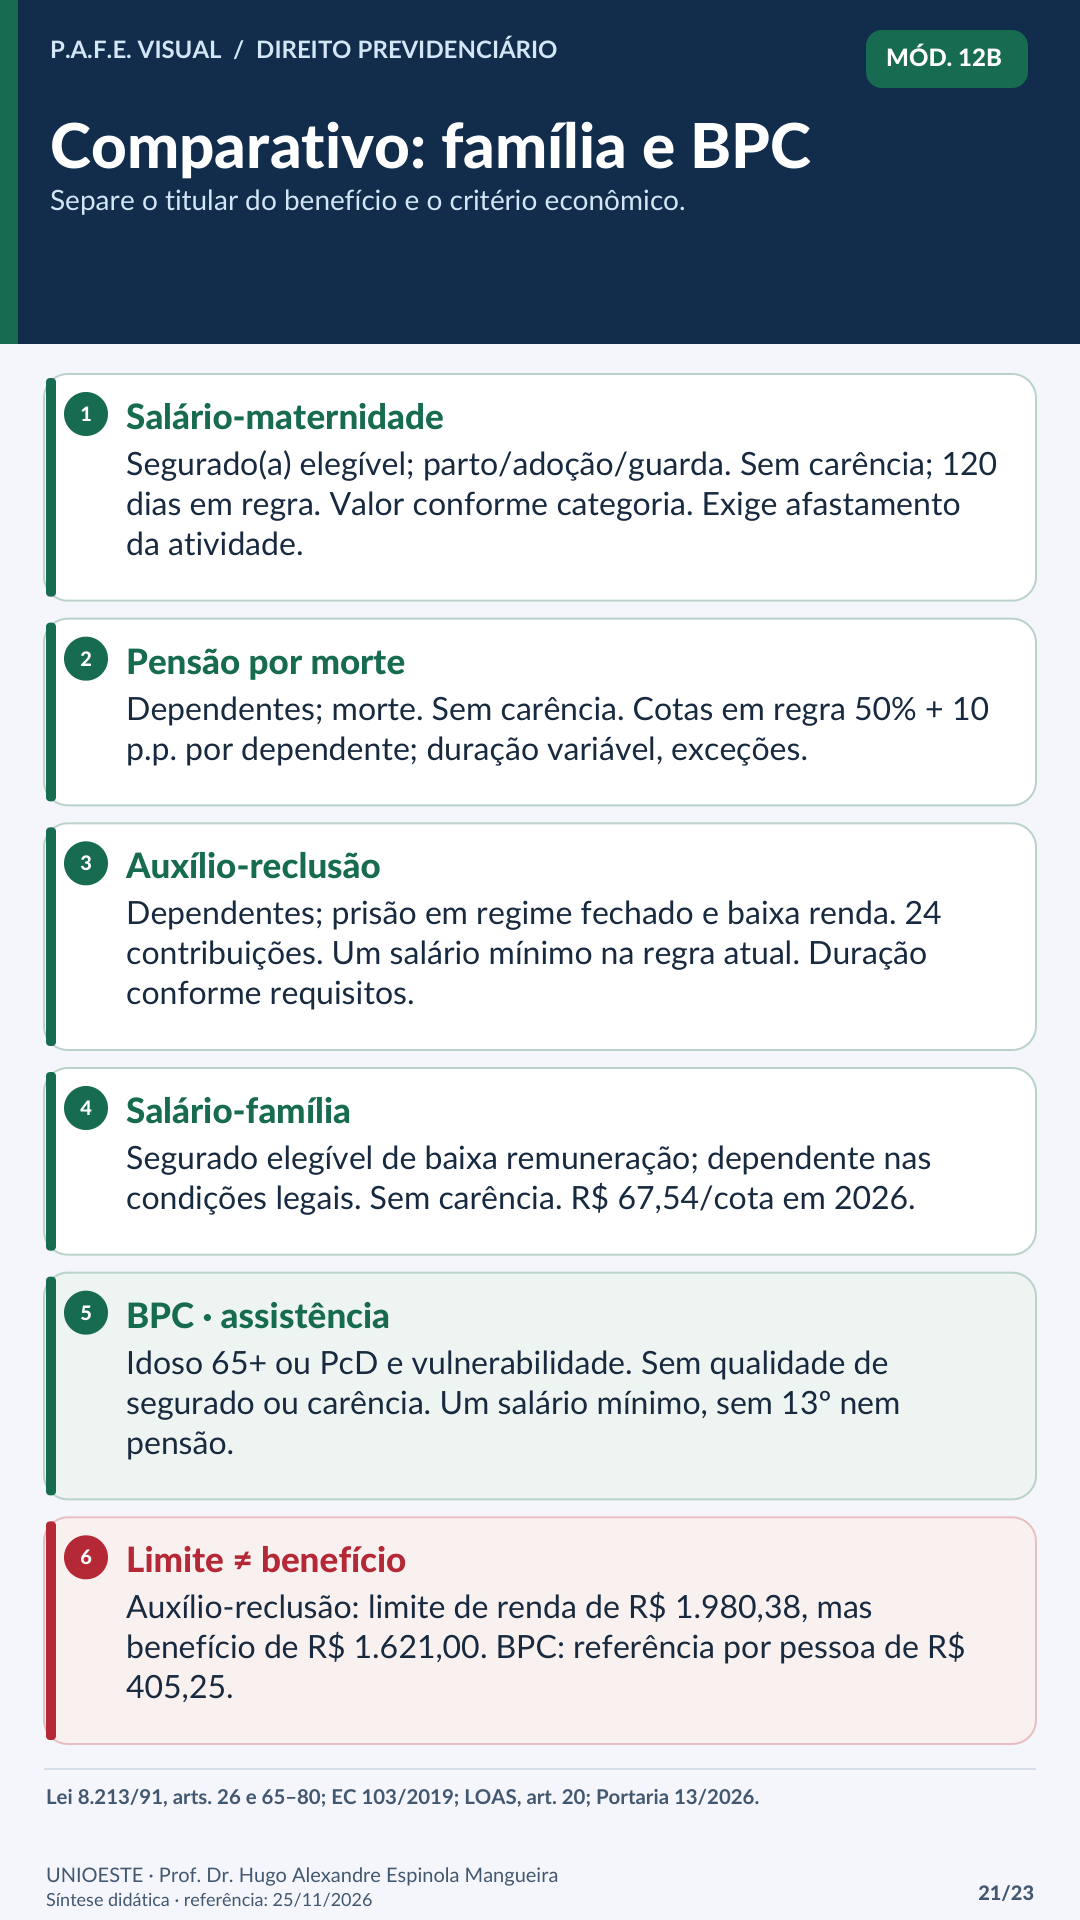 P.A.F.E. VISUAL / DIREITO PREVIDENCIÁRIO
MÓD. 12B
Comparativo: família e BPC
Separe o titular do benefício e o critério econômico.
1
Salário-maternidade
Segurado(a) elegível; parto/adoção/guarda. Sem carência; 120
dias em regra. Valor conforme categoria. Exige afastamento
da atividade.
2
Pensão por morte
Dependentes; morte. Sem carência. Cotas em regra 50% + 10
p.p. por dependente; duração variável, exceções.
3
Auxílio-reclusão
Dependentes; prisão em regime fechado e baixa renda. 24
contribuições. Um salário mínimo na regra atual. Duração
conforme requisitos.
4
Salário-família
Segurado elegível de baixa remuneração; dependente nas
condições legais. Sem carência. R$ 67,54/cota em 2026.
5
BPC · assistência
Idoso 65+ ou PcD e vulnerabilidade. Sem qualidade de
segurado ou carência. Um salário mínimo, sem 13º nem
pensão.
6
Limite ≠ benefício
Auxílio-reclusão: limite de renda de R$ 1.980,38, mas
benefício de R$ 1.621,00. BPC: referência por pessoa de R$
405,25.
Lei 8.213/91, arts. 26 e 65–80; EC 103/2019; LOAS, art. 20; Portaria 13/2026.
UNIOESTE · Prof. Dr. Hugo Alexandre Espinola Mangueira
Síntese didática · referência: 25/11/2026
21/23